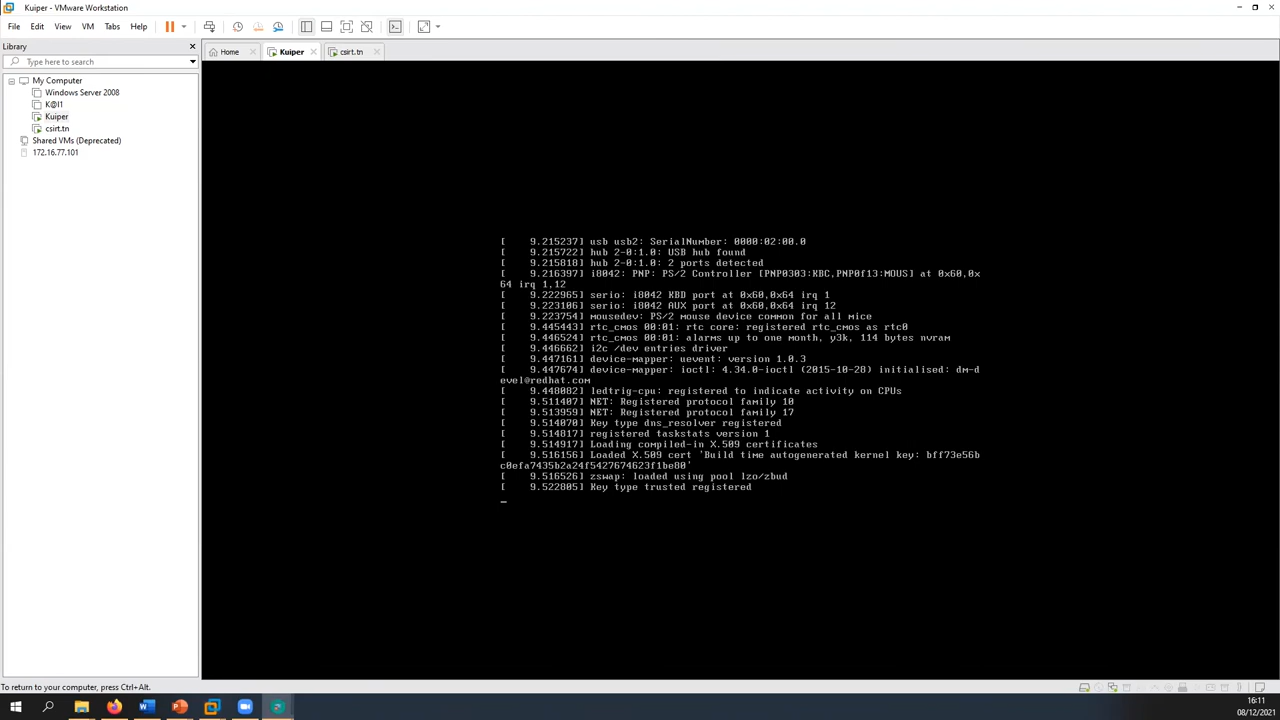 Kuiper - VMware Workstation
File Edit View VM Tabs Help
Library
Type here to search
Home Kuiper csirt.tn
My Computer
Windows Server 2008
K@l1
Kuiper
csirt.tn
Shared VMs (Deprecated)
172.16.77.101
[    9.215237] usb usb2: SerialNumber: 0000:02:00.0
[    9.215722] hub 2-0:1.0: USB hub found
[    9.215818] hub 2-0:1.0: 2 ports detected
[    9.216397] i8042: PNP: PS/2 Controller [PNP0303:KBC,PNP0f13:MOUS] at 0x60,0x
64 irq 1,12
[    9.222965] serio: i8042 KBD port at 0x60,0x64 irq 1
[    9.223106] serio: i8042 AUX port at 0x60,0x64 irq 12
[    9.223754] mousedev: PS/2 mouse device common for all mice
[    9.445443] rtc_cmos 00:01: rtc core: registered rtc_cmos as rtc0
[    9.446524] rtc_cmos 00:01: alarms up to one month, y3k, 114 bytes nvram
[    9.446662] i2c /dev entries driver
[    9.447161] device-mapper: uevent: version 1.0.3
[    9.447674] device-mapper: ioctl: 4.34.0-ioctl (2015-10-28) initialised: dm-d
evel@redhat.com
[    9.448082] ledtrig-cpu: registered to indicate activity on CPUs
[    9.511407] NET: Registered protocol family 10
[    9.513959] NET: Registered protocol family 17
[    9.514070] Key type dns_resolver registered
[    9.514817] registered taskstats version 1
[    9.514917] Loading compiled-in X.509 certificates
[    9.516156] Loaded X.509 cert 'Build time autogenerated kernel key: bff73e56b
c0efa7435b2a24f5427674623f1be80'
[    9.516526] zswap: loaded using pool lzo/zbud
[    9.522805] Key type trusted registered
To return to your computer, press Ctrl+Alt.
16:11
08/12/2021